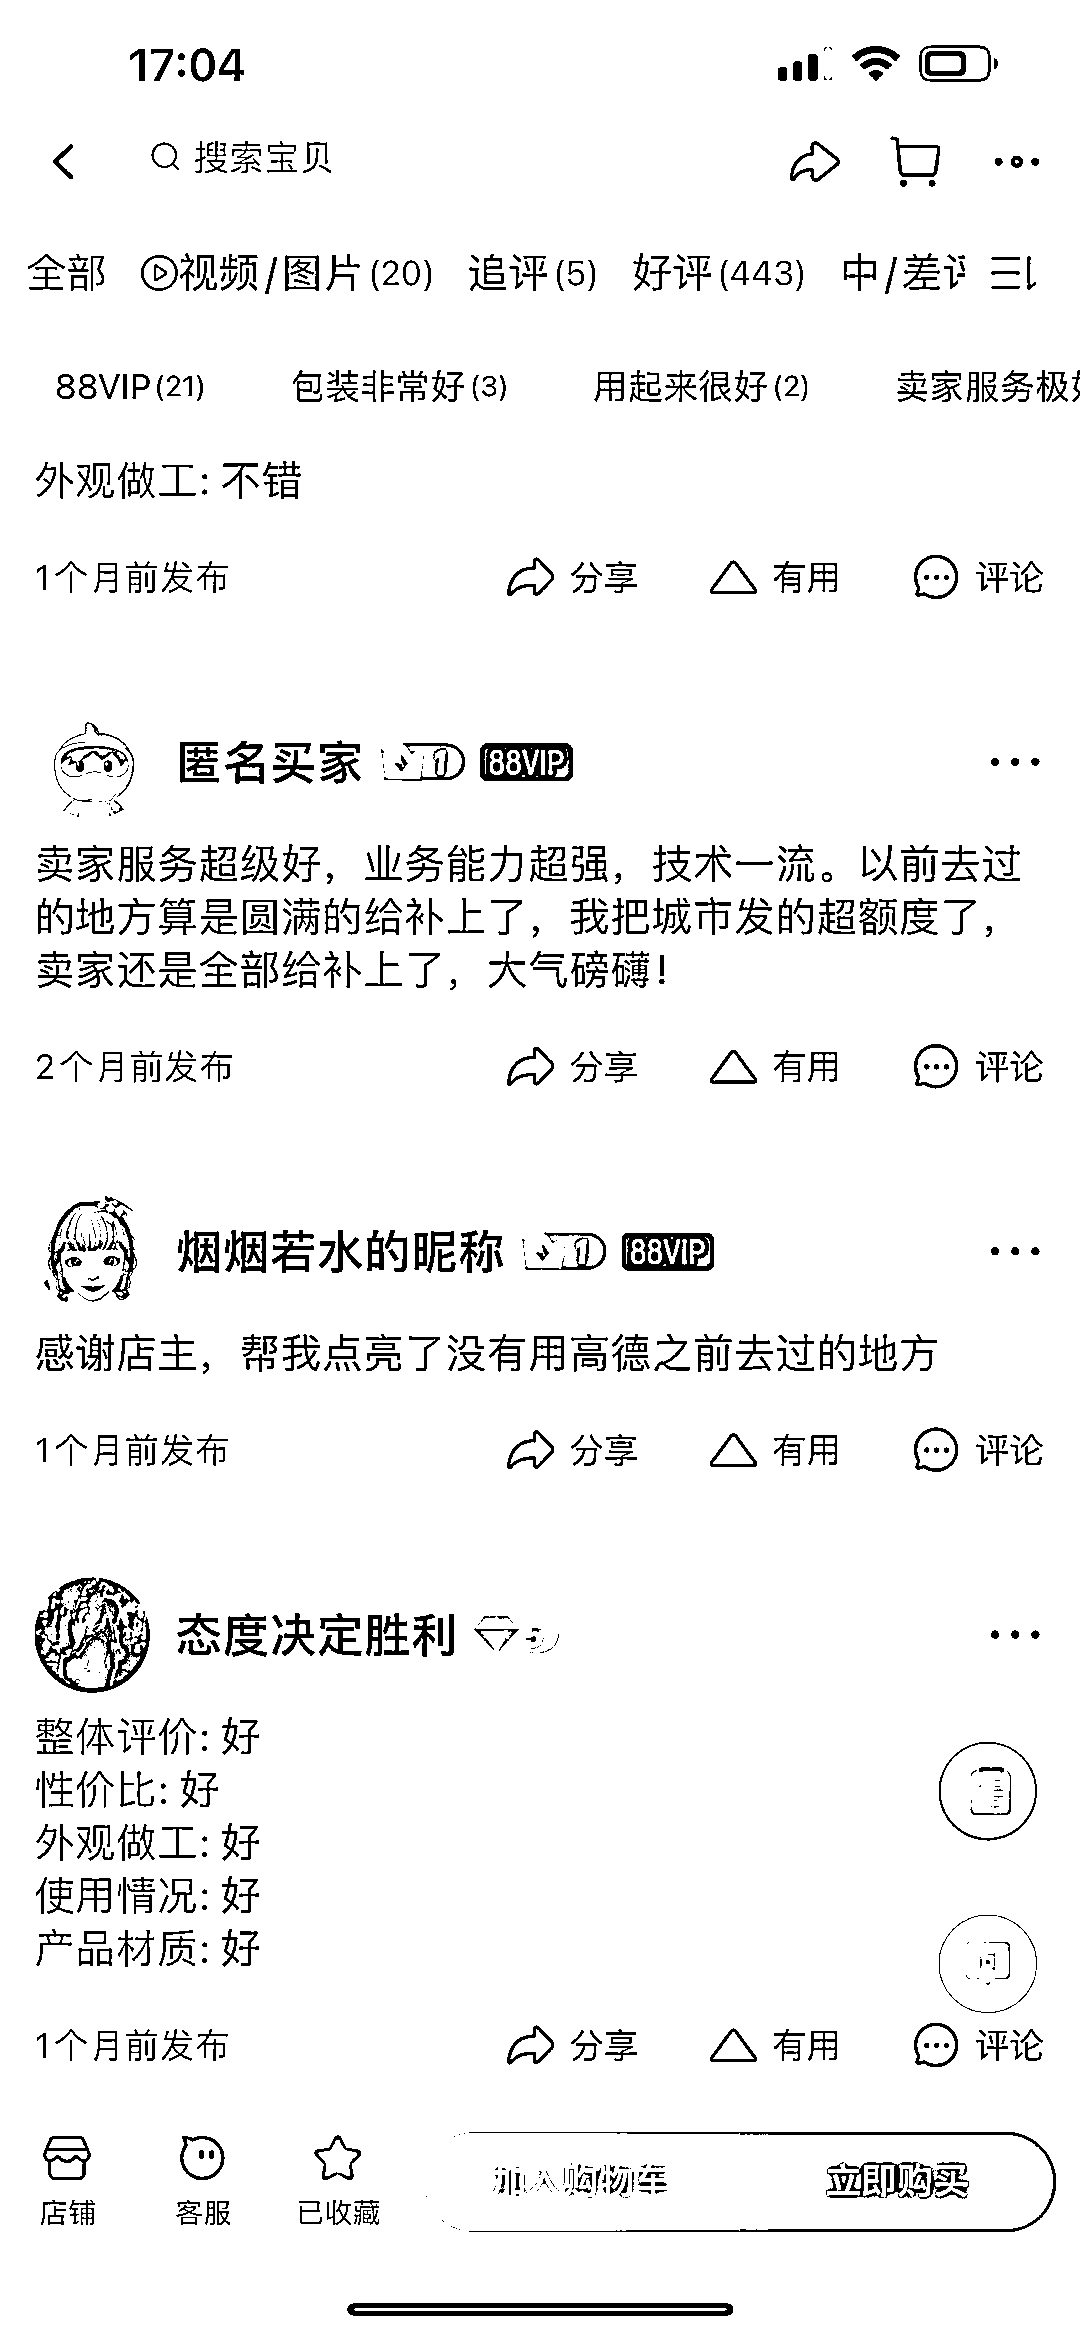 17:04
搜索宝贝
全部 视频/图片(20) 追评(5) 好评(443) 中/差
88VIP(21) 包装非常好(3) 用起来很好(2) 卖家服务极好
外观做工: 不错
1个月前发布 分享 有用 评论
匿名买家 1 88VIP
卖家服务超级好，业务能力超强，技术一流。以前去过
的地方算是圆满的给补上了，我把城市发的超额度了，
卖家还是全部给补上了，大气磅礴！
2个月前发布 分享 有用 评论
烟烟若水的昵称 1 88VIP
感谢店主，帮我点亮了没有用高德之前去过的地方
1个月前发布 分享 有用 评论
态度决定胜利
整体评价: 好
性价比: 好
外观做工: 好
使用情况: 好
产品材质: 好
问
1个月前发布 分享 有用 评论
店铺 客服 已收藏 加入购物车 立即购买